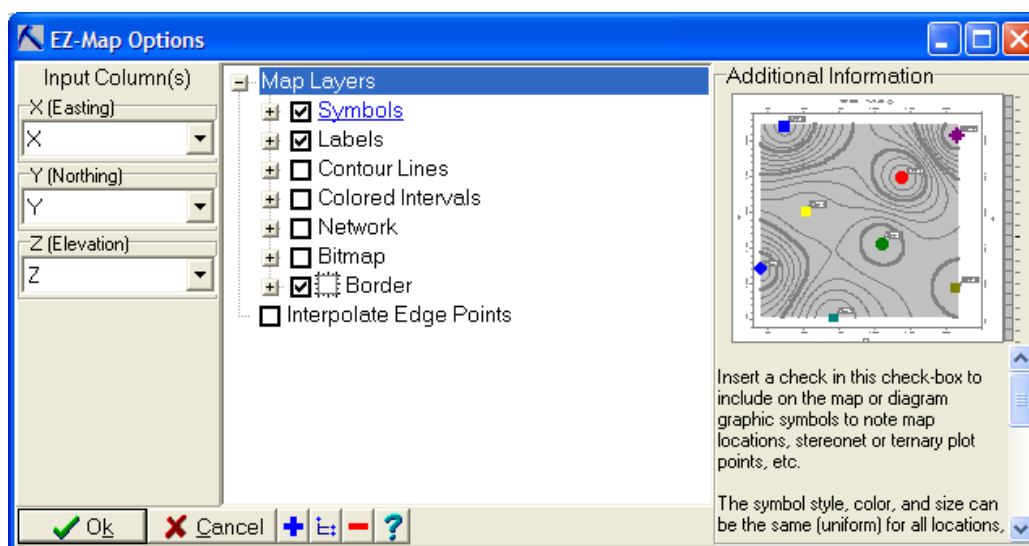 EZ-Map Options
Input Column(s)
X (Easting)
X
Y (Northing)
Y
Z (Elevation)
Z
Map Layers
Symbols
Labels
Contour Lines
Colored Intervals
Network
Bitmap
Border
Interpolate Edge Points
Additional Information
Insert a check in this check-box to
include on the map or diagram
graphic symbols to note map
locations, stereonet or ternary plot
points, etc.
The symbol style, color, and size can
be the same (uniform) for all locations,
Ok
Cancel